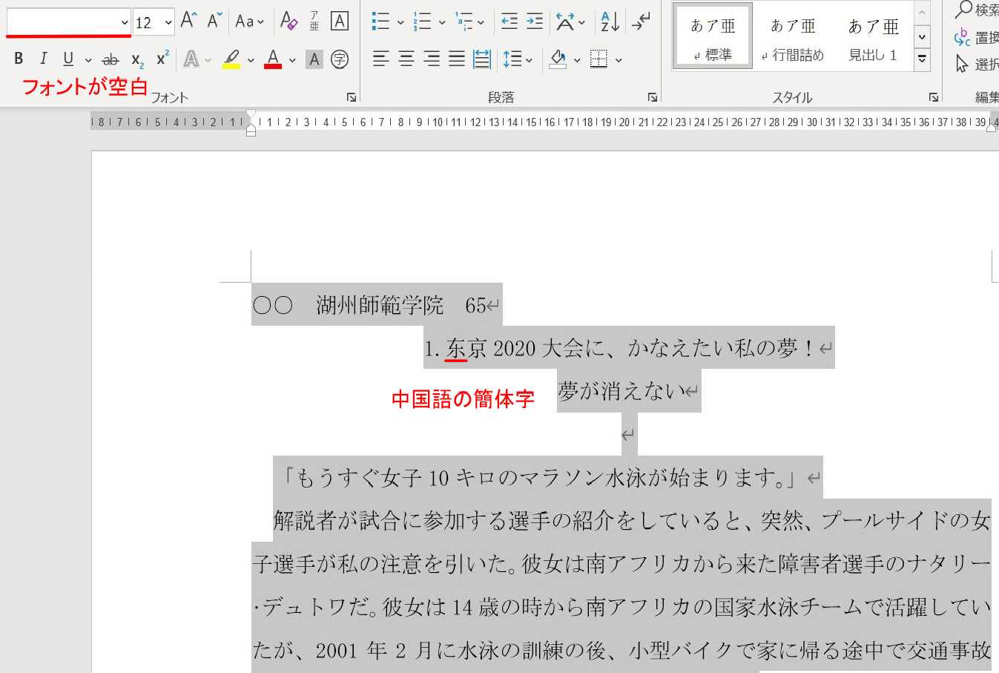 12 A A Aa A ア亜 A 検索
あア亜 あア亜 あア亜
標準 行間詰め 見出し 1 置換
B I U ab x2 x2 A A A 字 選択
フォントが空白
フォント 段落 スタイル 編集
8 7 6 5 4 3 2 1 1 2 3 4 5 6 7 8 9 10 11 12 13 14 15 16 17 18 19 20 21 22 23 24 25 26 27 28 29 30 31 32 33 34 35 36 37 38 39
〇〇　湖州師範学院　65
1. 东京 2020 大会に、かなえたい私の夢！
中国語の簡体字
夢が消えない
「もうすぐ女子 10 キロのマラソン水泳が始まります。」
解説者が試合に参加する選手の紹介をしていると、突然、プールサイドの女
子選手が私の注意を引いた。彼女は南アフリカから来た障害者選手のナタリー
・デュトワだ。彼女は 14 歳の時から南アフリカの国家水泳チームで活躍してい
たが、2001 年 2 月に水泳の訓練の後、小型バイクで家に帰る途中で交通事故